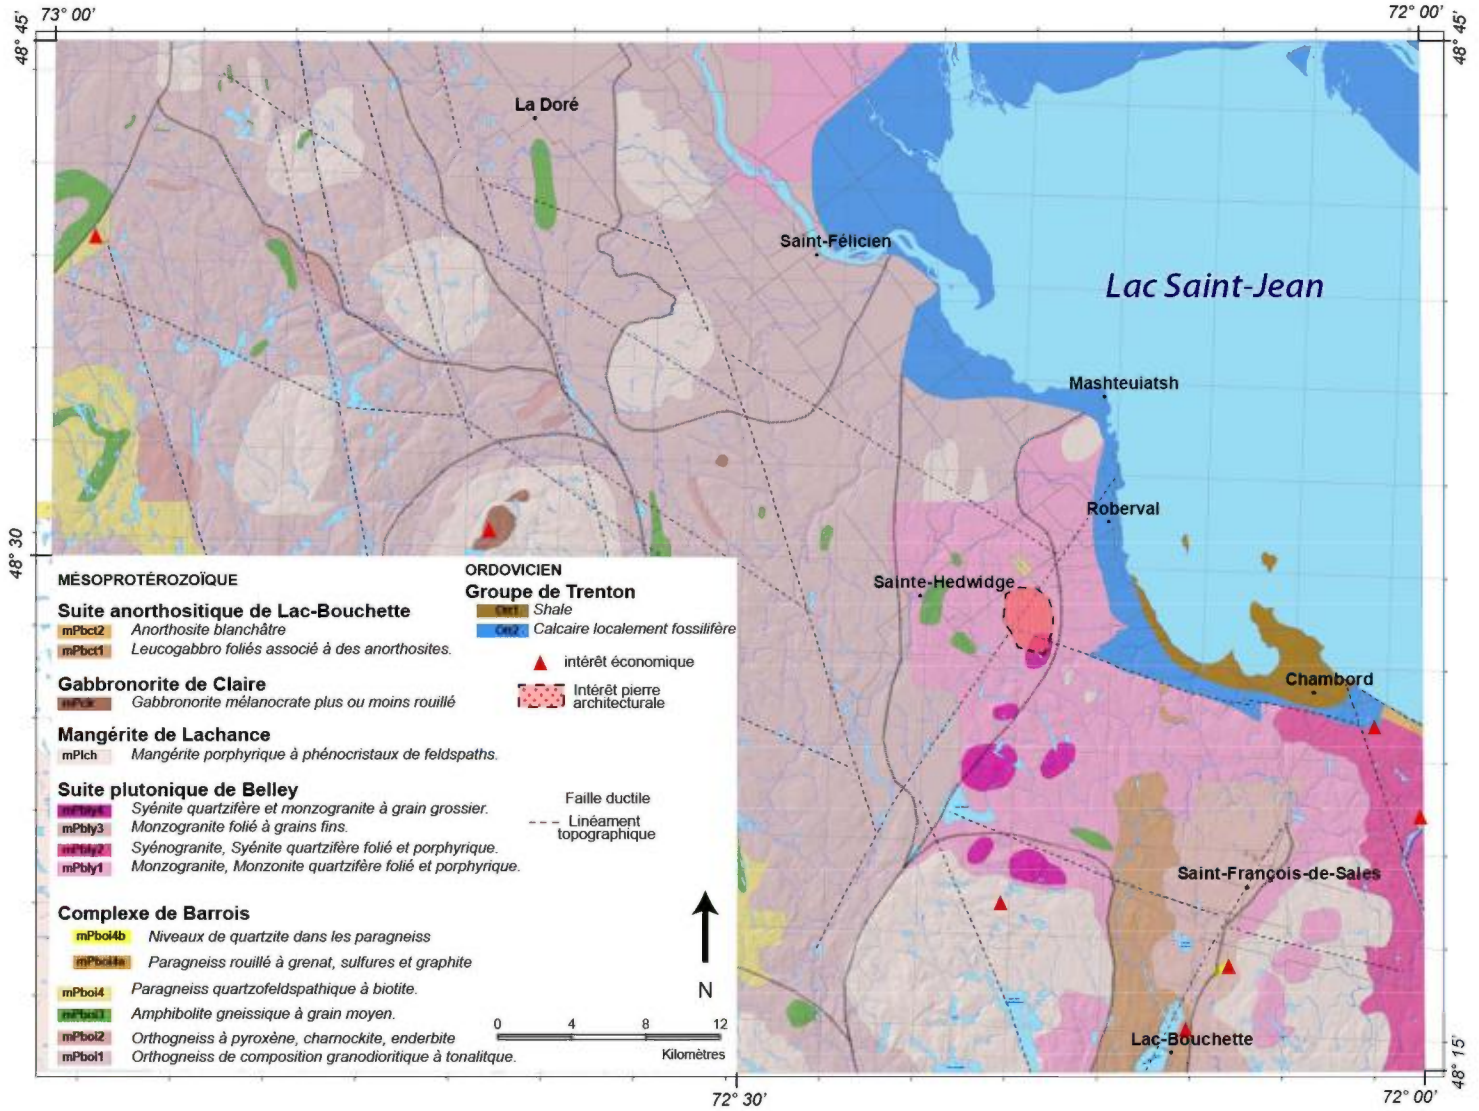 73° 00'
72° 00'
48° 45'
48° 45'
La Doré
Saint-Félicien
Lac Saint-Jean
Mashteuiatsh
Roberval
Sainte-Hedwidge
Chambord
Saint-François-de-Sales
Lac-Bouchette
48° 30
48° 15'
72° 30'
72° 00'
MÉSOPROTÉROZOÏQUE
Suite anorthositique de Lac-Bouchette
mPbct2 Anorthosite blanchâtre
mPbct1 Leucogabbro foliés associé à des anorthosites.
Gabbronorite de Claire
mPclr Gabbronorite mélanocrate plus ou moins rouillé
Mangérite de Lachance
mPlch Mangérite porphyrique à phénocristaux de feldspaths.
Suite plutonique de Belley
mPbly4 Syénite quartzifère et monzogranite à grain grossier.
mPbly3 Monzogranite folié à grains fins.
mPbly2 Syénogranite, Syénite quartzifère folié et porphyrique.
mPbly1 Monzogranite, Monzonite quartzifère folié et porphyrique.
Complexe de Barrois
mPboi4b Niveaux de quartzite dans les paragneiss
mPboi4a Paragneiss rouillé à grenat, sulfures et graphite
mPboi4 Paragneiss quartzofeldspathique à biotite.
mPboi3 Amphibolite gneissique à grain moyen.
mPboi2 Orthogneiss à pyroxène, charnockite, enderbite
mPboi1 Orthogneiss de composition granodioritique à tonalitque.
ORDOVICIEN
Groupe de Trenton
Ott1 Shale
Ott2 Calcaire localement fossilifère
intérêt économique
Intérêt pierre
architecturale
Faille ductile
Linéament
topographique
N
0 4 8 12
Kilomètres